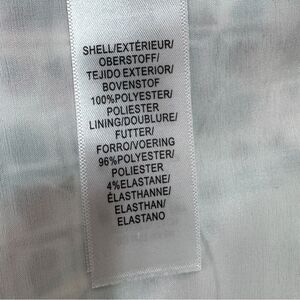 SHELL/EXTÉRIEUR/
OBERSTOFF/
TEJIDO EXTERIOR/
BOVENSTOF
100%POLYESTER/
POLIESTER
LINING/DOUBLURE/
FUTTER/
FORRO/VOERING
96%POLYESTER/
POLIESTER
4%ELASTANE/
ÉLASTHANNE/
ELASTHAN/
ELASTANO